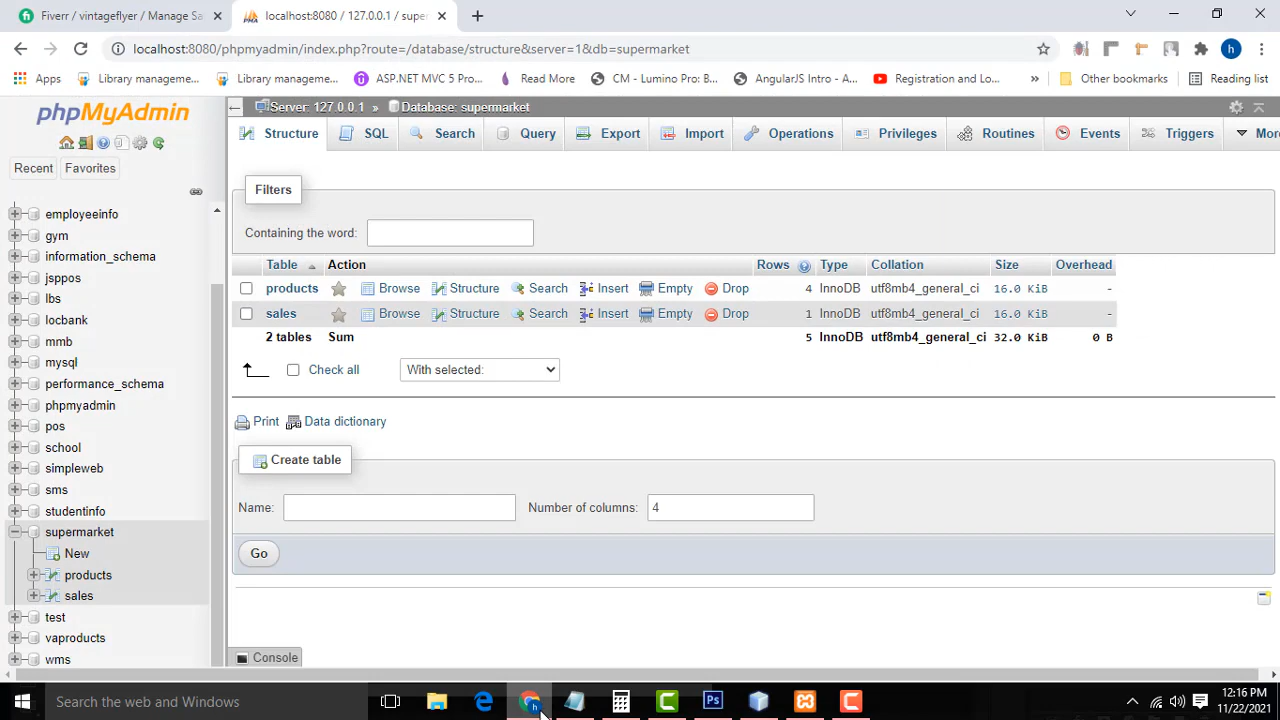 Fiverr / vintageflyer / Manage Sa
localhost:8080 / 127.0.0.1 / super
localhost:8080/phpmyadmin/index.php?route=/database/structure&server=1&db=supermarket
h
Apps
Library manageme...
Library manageme...
ASP.NET MVC 5 Pro...
Read More
CM - Lumino Pro: B...
AngularJS Intro - A...
Registration and Lo...
»
Other bookmarks
Reading list
phpMyAdmin
Server: 127.0.0.1 » Database: supermarket
Structure
SQL
Search
Query
Export
Import
Operations
Privileges
Routines
Events
Triggers
Mo
Recent
Favorites
employeeinfo
gym
information_schema
jsppos
lbs
locbank
mmb
mysql
performance_schema
phpmyadmin
pos
school
simpleweb
sms
studentinfo
supermarket
New
products
sales
test
vaproducts
wms
Filters
Containing the word:
Table Action Rows Type Collation Size Overhead
products Browse Structure Search Insert Empty Drop 4 InnoDB utf8mb4_general_ci 16.0 KiB -
sales Browse Structure Search Insert Empty Drop 1 InnoDB utf8mb4_general_ci 16.0 KiB -
2 tables Sum 5 InnoDB utf8mb4_general_ci 32.0 KiB 0 B
Check all With selected:
Print Data dictionary
Create table
Name: Number of columns: 4
Go
Console
Search the web and Windows
Ps
12:16 PM
11/22/2021